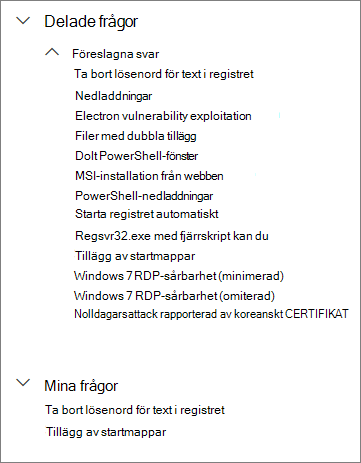 Delade frågor
Föreslagna svar
Ta bort lösenord för text i registret
Nedladdningar
Electron vulnerability exploitation
Filer med dubbla tillägg
Dolt PowerShell-fönster
MSI-installation från webben
PowerShell-nedladdningar
Starta registret automatiskt
Regsvr32.exe med fjärrskript kan du
Tillägg av startmappar
Windows 7 RDP-sårbarhet (minimerad)
Windows 7 RDP-sårbarhet (omiterad)
Nolldagarsattack rapporterad av koreanskt CERTIFIKAT
Mina frågor
Ta bort lösenord för text i registret
Tillägg av startmappar